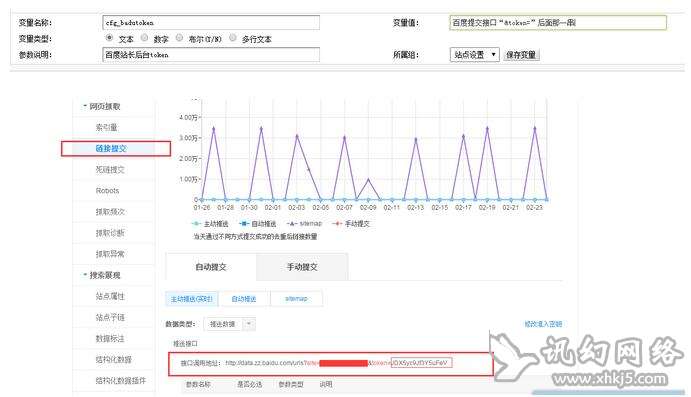 变量名称： cfg_badutoken 变量值： 百度提交接口“&token=”后面那一串
变量类型： 文本 数字 布尔(Y/N) 多行文本
参数说明： 百度站长后台token 所属组： 站点设置 保存变量
网页抓取
索引量
链接提交
死链提交
Robots
抓取频次
抓取诊断
抓取异常
搜索展现
站点属性
站点子链
数据标注
结构化数据
结构化数据插件
4.00万
3.00万
2.00万
1.00万
0
01-26 01-28 01-30 02-01 02-03 02-05 02-07 02-09 02-11 02-13 02-15 02-17 02-19 02-21 02-23
主动推送 自动推送 sitemap 手动提交
当天通过不同方式提交成功的去重后链接数量
自动提交 手动提交
主动推送(实时) 自动推送 sitemap
数据类型： 推送数据 修改准入密钥
推送接口
接口调用地址： http://data.zz.baidu.com/urls?site= &token=
参数名称 是否必选 参数类型 说明
讯幻网络
www.xhkj5.com